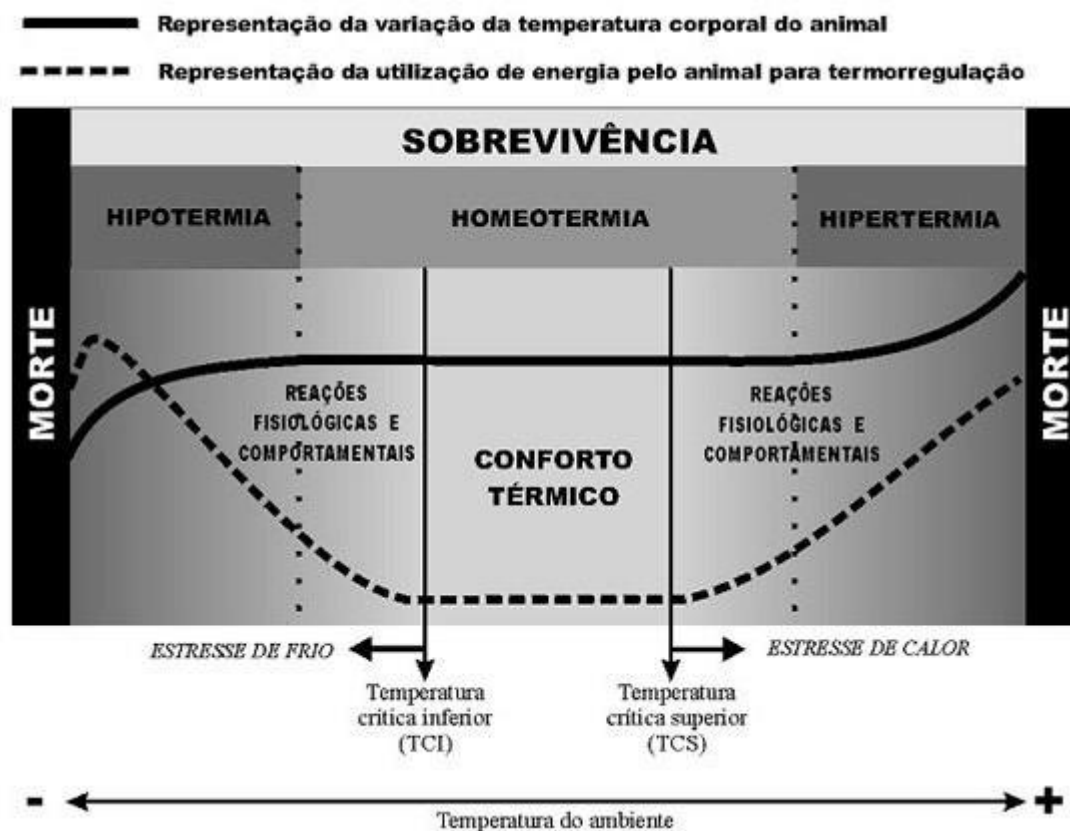 Representação da variação da temperatura corporal do animal
Representação da utilização de energia pelo animal para termorregulação
SOBREVIVÊNCIA
HIPOTERMIA
HOMEOTERMIA
HIPERTERMIA
MORTE
MORTE
REAÇÕES
FISIOLÓGICAS E
COMPORTAMENTAIS
CONFORTO
TÉRMICO
REAÇÕES
FISIOLÓGICAS E
COMPORTAMENTAIS
ESTRESSE DE FRIO
ESTRESSE DE CALOR
Temperatura
crítica inferior
(TCI)
Temperatura
crítica superior
(TCS)
- +
Temperatura do ambiente